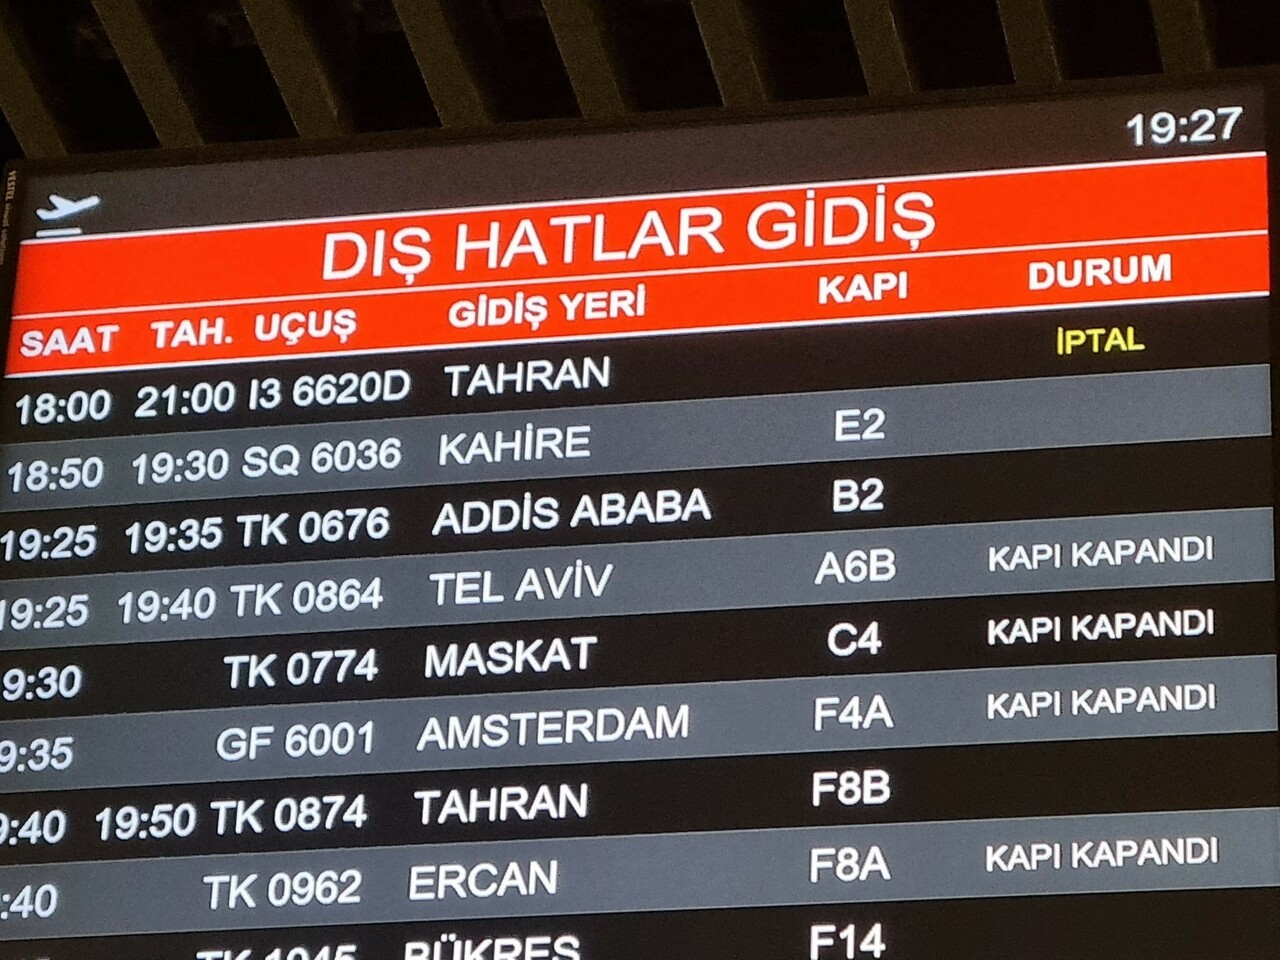 19:27
DIŞ HATLAR GİDİŞ
SAAT TAH. UÇUŞ GİDİŞ YERİ KAPI DURUM
18:00 21:00 I3 6620D TAHRAN İPTAL
18:50 19:30 SQ 6036 KAHİRE E2
19:25 19:35 TK 0676 ADDİS ABABA B2
19:25 19:40 TK 0864 TEL AVİV A6B KAPI KAPANDI
9:30 TK 0774 MASKAT C4 KAPI KAPANDI
9:35 GF 6001 AMSTERDAM F4A KAPI KAPANDI
9:40 19:50 TK 0874 TAHRAN F8B
:40 TK 0962 ERCAN F8A KAPI KAPANDI
TK 1045 BÜKREŞ F14
VESTEL